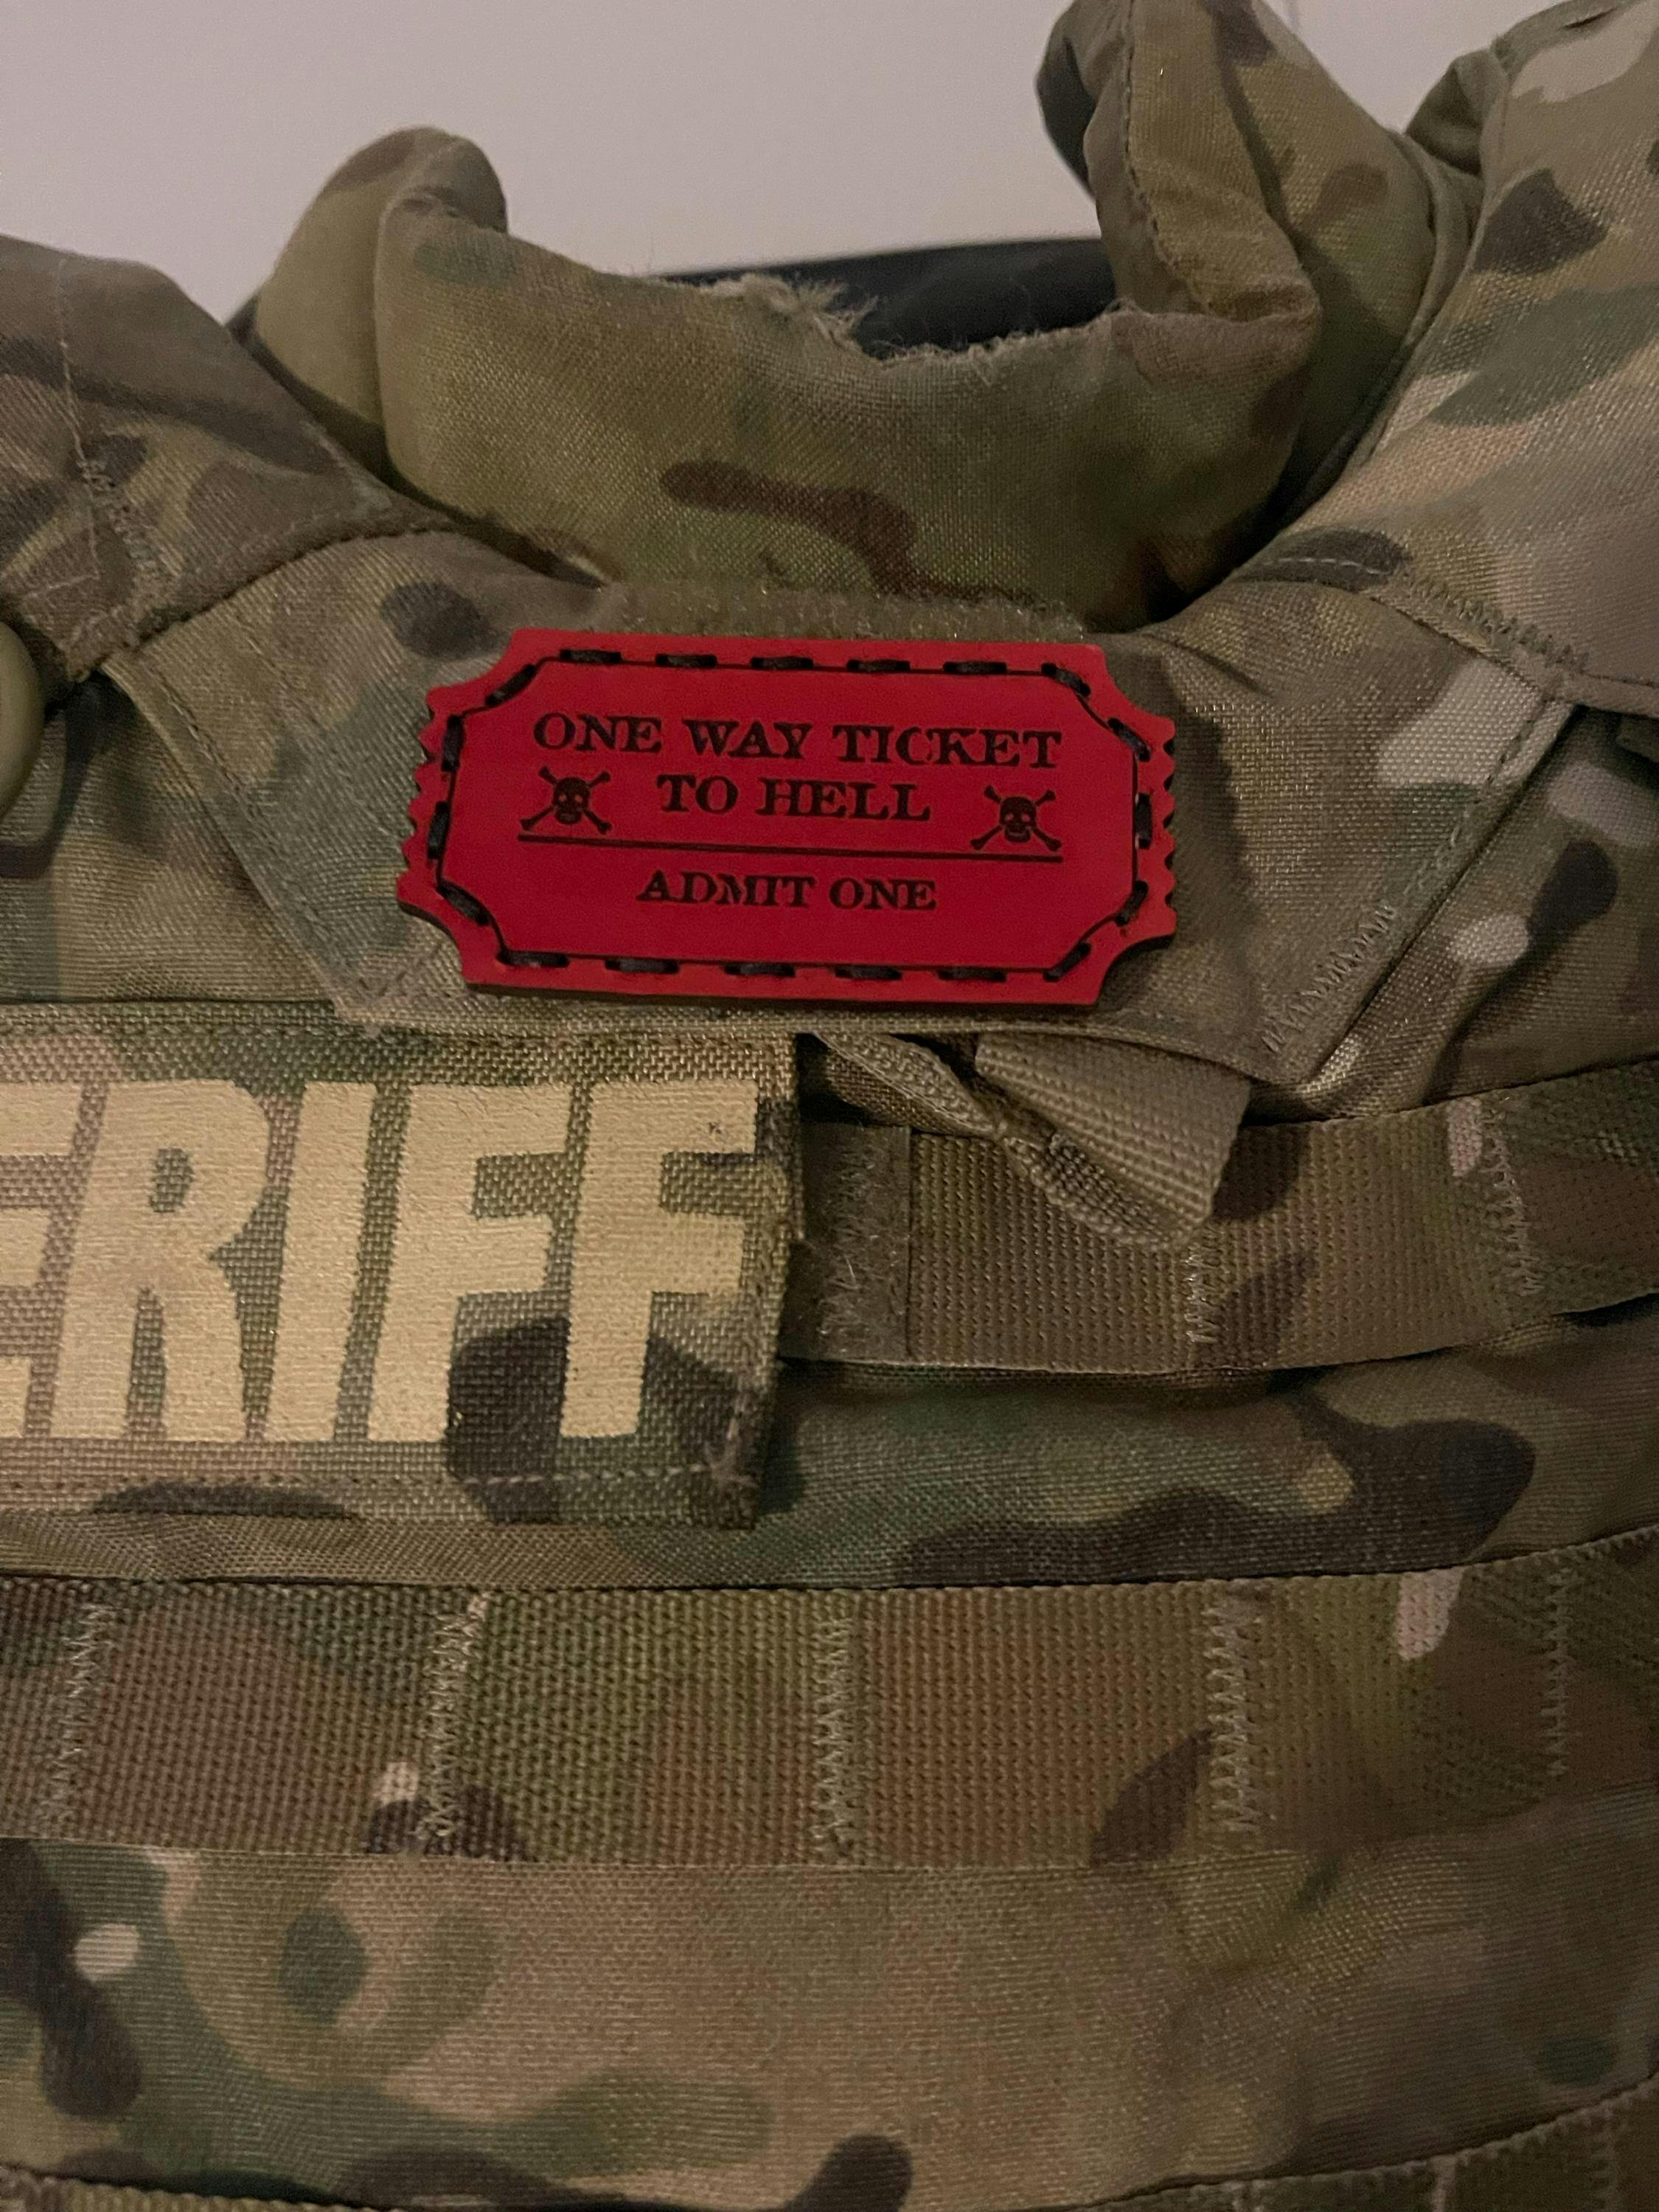 ONE WAY TICKET
TO HELL
ADMIT ONE
ERIFF